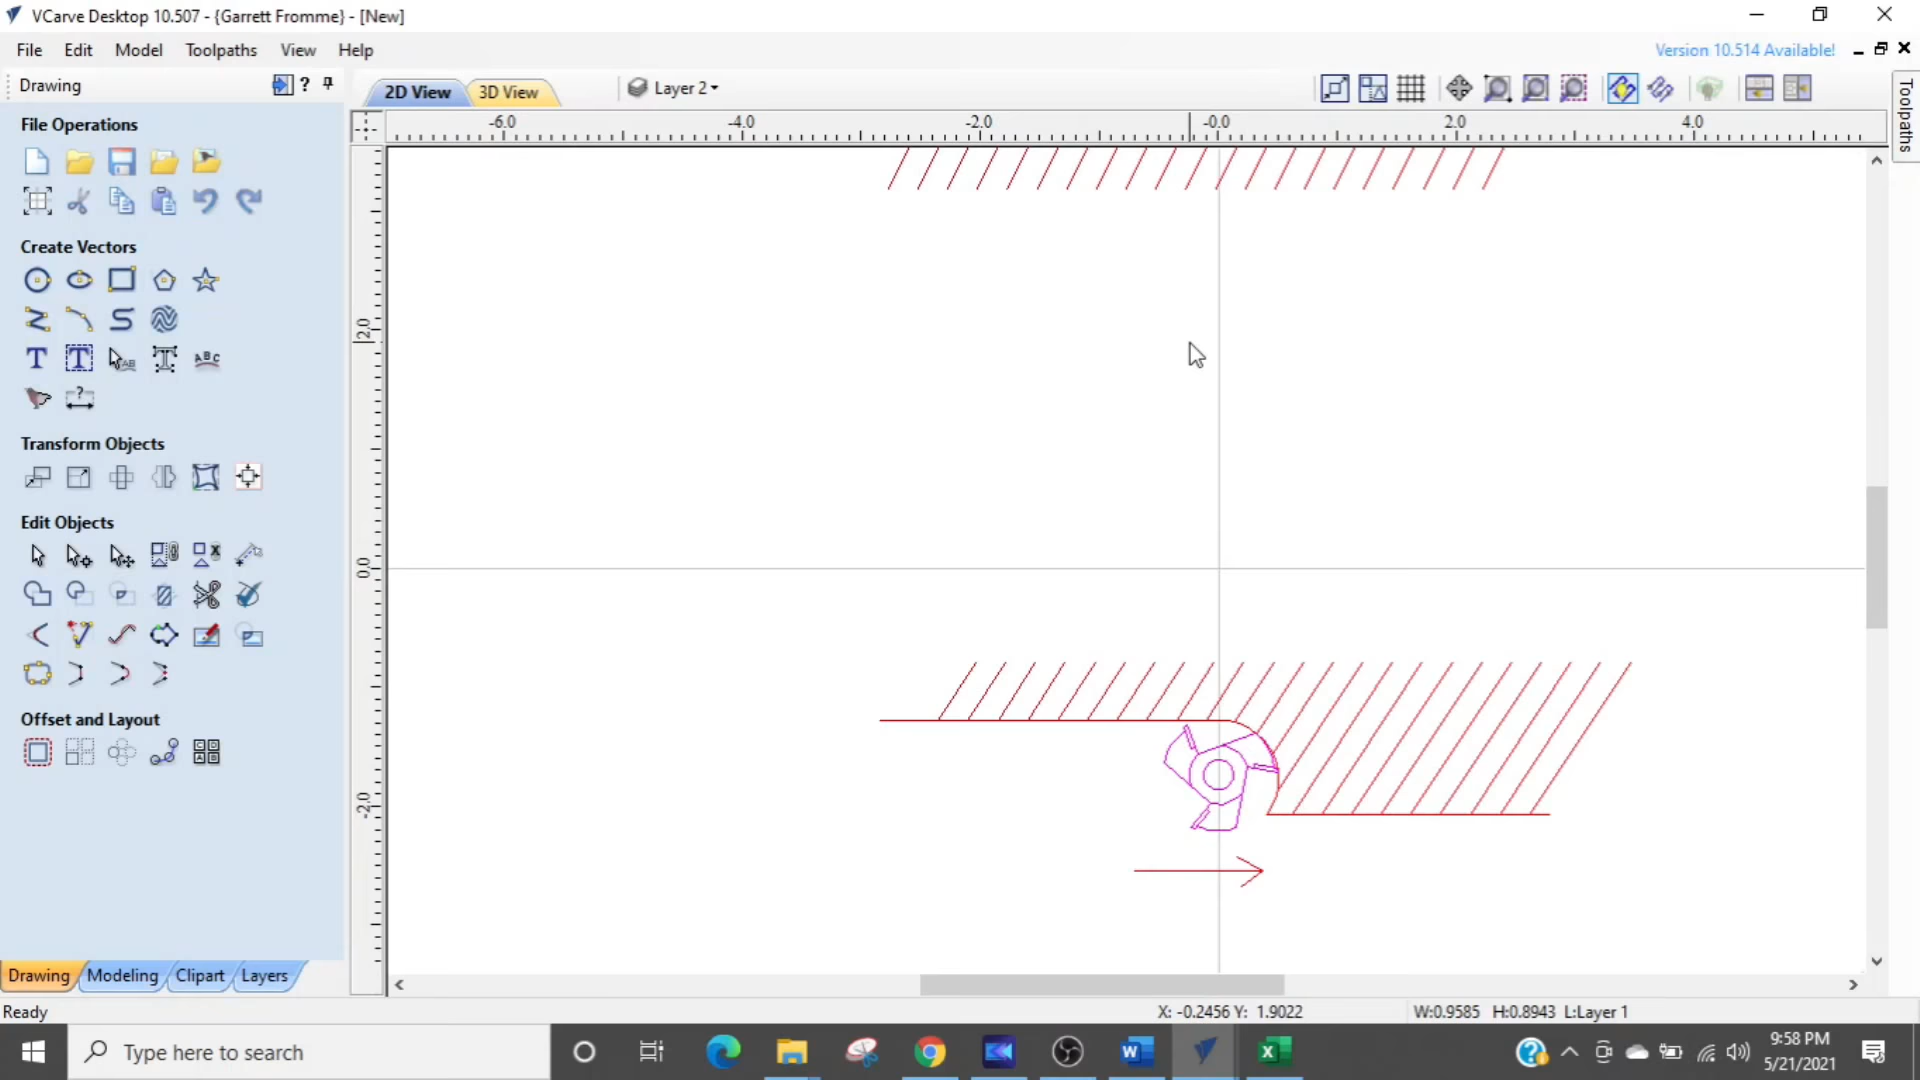 VCarve Desktop 10.507 - {Garrett Fromme} - [New]
File Edit Model Toolpaths View Help
Version 10.514 Available!
Drawing
?
2D View
3D View
Layer 2
Toolpaths
-6.0 -4.0 -2.0 -0.0 2.0 4.0
File Operations
Create Vectors
Transform Objects
Edit Objects
Offset and Layout
2.0
0.0
-2.0
Drawing Modeling Clipart Layers
Ready
X: -0.2456 Y: 1.9022
W:0.9585 H:0.8943 L:Layer 1
Type here to search
9:58 PM
5/21/2021